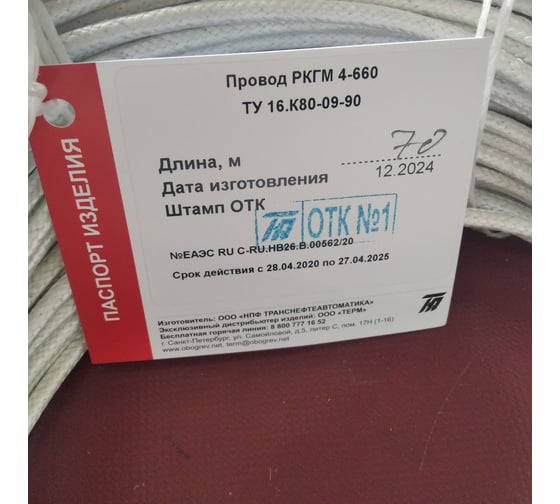 ПАСПОРТ ИЗДЕЛИЯ
Провод РКГМ 4-660
ТУ 16.К80-09-90
Длина, м 70
Дата изготовления 12.2024
Штамп ОТК
ОТК №1
№ЕАЭС RU C-RU.HB26.B.00562/20
Срок действия с 28.04.2020 по 27.04.2025
Изготовитель: ООО «НПФ ТРАНСНЕФТЕАВТОМАТИКА»
Эксклюзивный дистрибьютер изделий: ООО «ТЕРМ»
Бесплатная горячая линия: 8 800 777 16 52
г. Санкт-Петербург, ул. Самойловой, д.5, литер С, пом. 17Н (1-16)
www.obogrev.net, term@obogrev.net